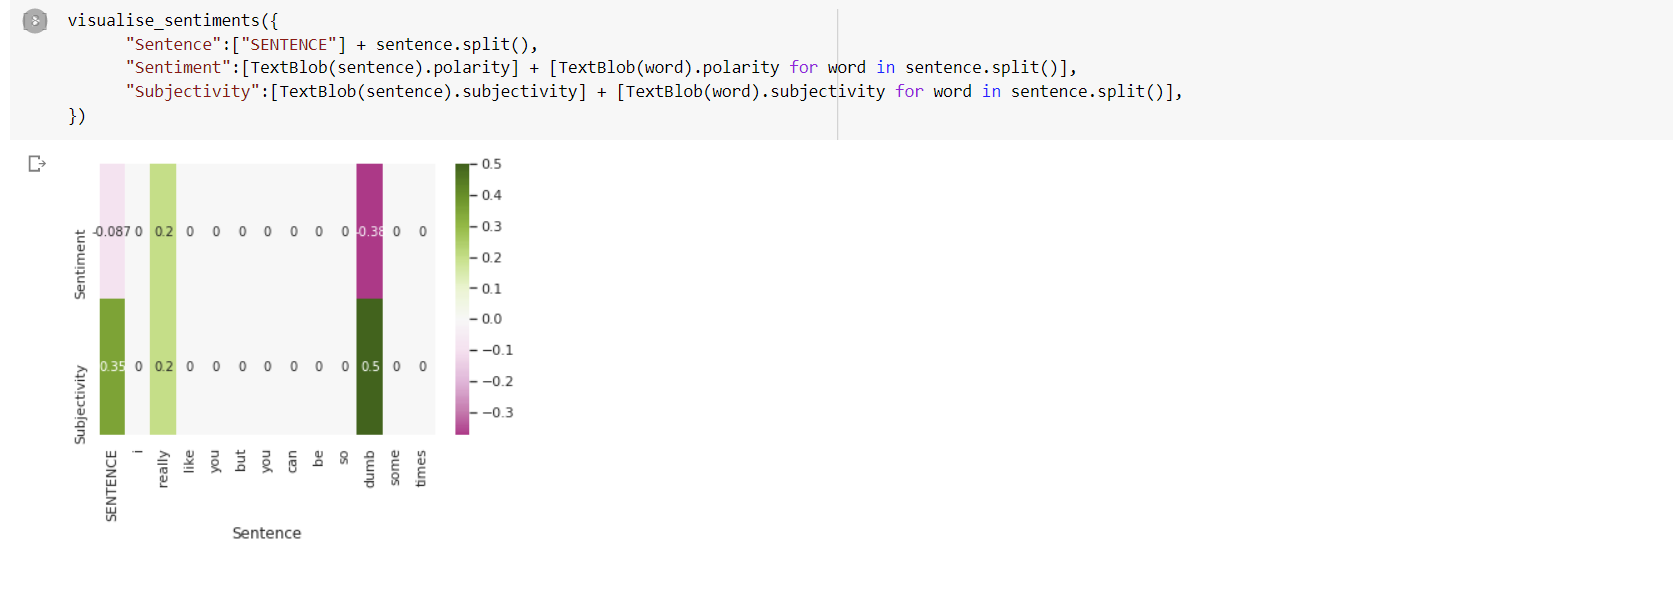 visualise_sentiments({
"Sentence":["SENTENCE"] + sentence.split(),
"Sentiment":[TextBlob(sentence).polarity] + [TextBlob(word).polarity for word in sentence.split()],
"Subjectivity":[TextBlob(sentence).subjectivity] + [TextBlob(word).subjectivity for word in sentence.split()],
})
Sentiment
-0.087 0 0.2 0 0 0 0 0 0 0 -0.38 0 0
Subjectivity
0.35 0 0.2 0 0 0 0 0 0 0 0.5 0 0
SENTENCE
i
really
like
you
but
you
can
be
so
dumb
some
times
Sentence
0.5
0.4
0.3
0.2
0.1
0.0
−0.1
−0.2
−0.3